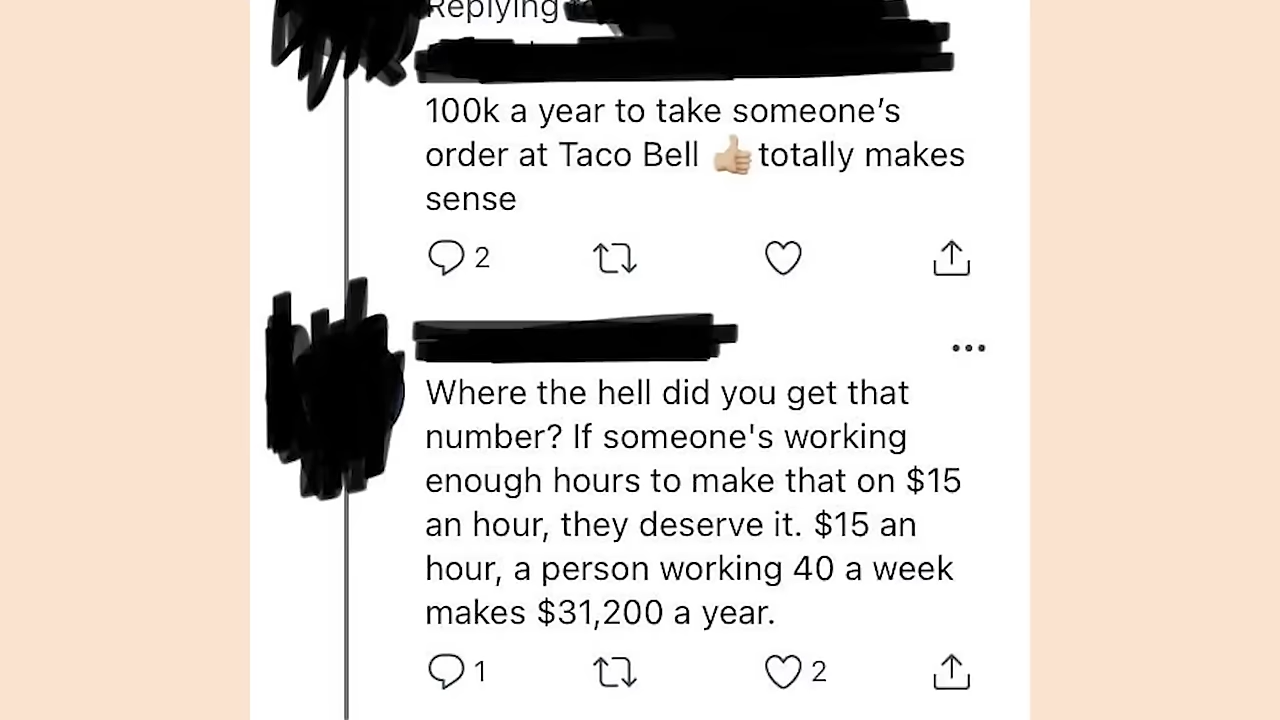 Replying
100k a year to take someone’s
order at Taco Bell 👍🏼 totally makes
sense
2
Where the hell did you get that
number? If someone's working
enough hours to make that on $15
an hour, they deserve it. $15 an
hour, a person working 40 a week
makes $31,200 a year.
1
2